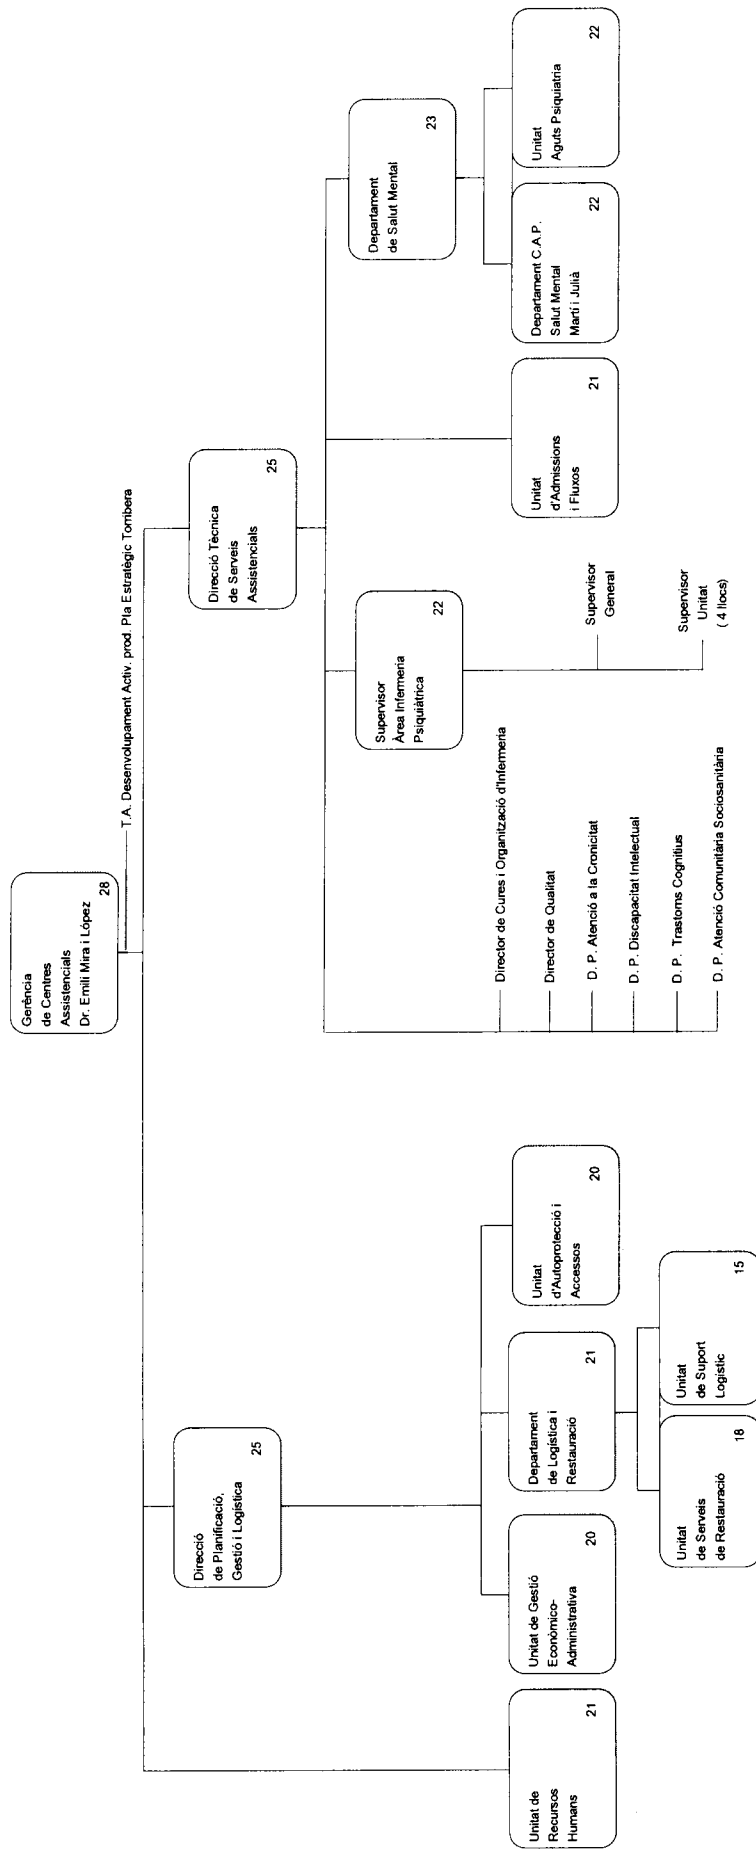 Gerència
de Centres
Assistencials
Dr. Emili Mira i López
28
T.A. Desenvolupament Activ. prod. Pla Estratègic Torribera
Direcció
de Planificació,
Gestió i Logística
25
Direcció Tècnica
de Serveis
Assistencials
25
Unitat de
Recursos
Humans
21
Unitat de Gestió
Econòmico-
Administrativa
20
Departament
de Logística i
Restauració
21
Unitat
d'Autoprotecció i
Accessos
20
Unitat
de Serveis
de Restauració
18
Unitat
de Suport
Logístic
15
Director de Cures i Organització d'Infermeria
Director de Qualitat
D. P. Atenció a la Cronicitat
D. P. Discapacitat Intelectual
D. P. Trastorns Cognitius
D. P. Atenció Comunitària Sociosanitària
Supervisor
Àrea Infermeria
Psiquiàtrica
22
Supervisor
General
Supervisor
Unitat
( 4 llocs)
Unitat
d'Admissions
i Fluxos
21
Departament
de Salut Mental
23
Departament C.A.P.
Salut Mental
Martí i Julià
22
Unitat
Aguts Psiquiatria
22